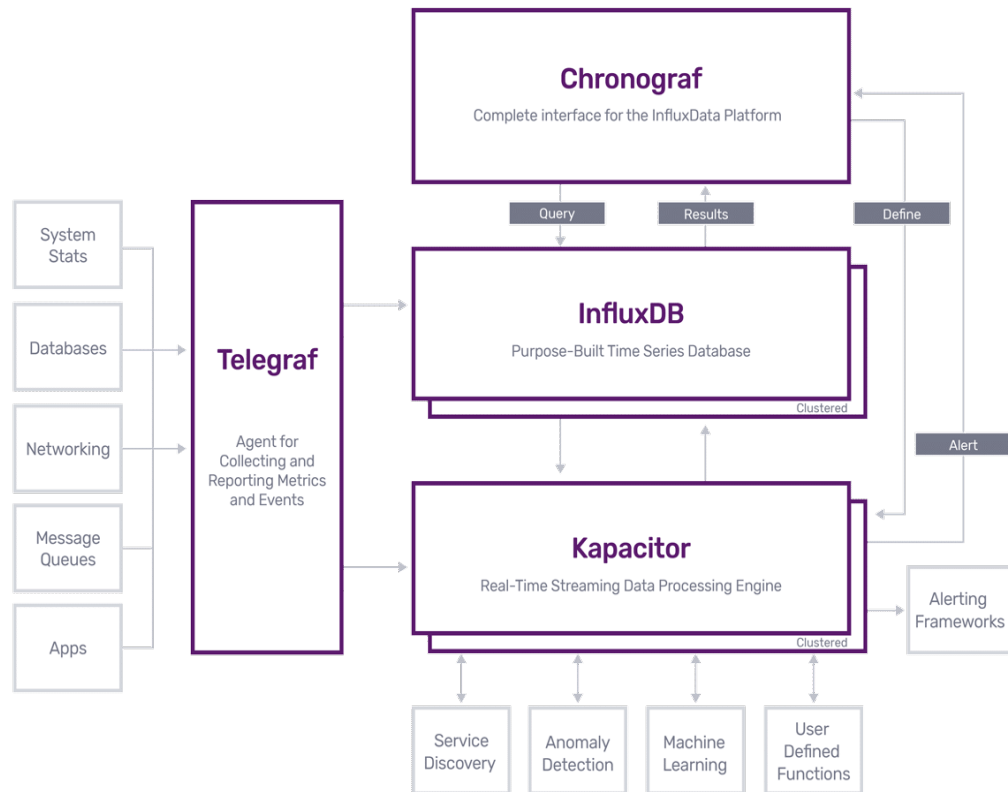 Chronograf
Complete interface for the InfluxData Platform
Query
Results
Define
System
Stats
Databases
Networking
Message
Queues
Apps
Telegraf
Agent for
Collecting and
Reporting Metrics
and Events
InfluxDB
Purpose-Built Time Series Database
Clustered
Alert
Kapacitor
Real-Time Streaming Data Processing Engine
Clustered
Alerting
Frameworks
Service
Discovery
Anomaly
Detection
Machine
Learning
User
Defined
Functions